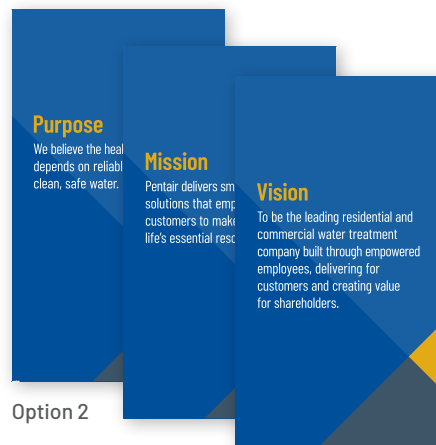 Purpose
We believe the heal
depends on reliabl
clean, safe water.
Mission
Pentair delivers sm
solutions that emp
customers to make
life's essential reso
Vision
To be the leading residential and
commercial water treatment
company built through empowered
employees, delivering for
customers and creating value
for shareholders.
Option 2